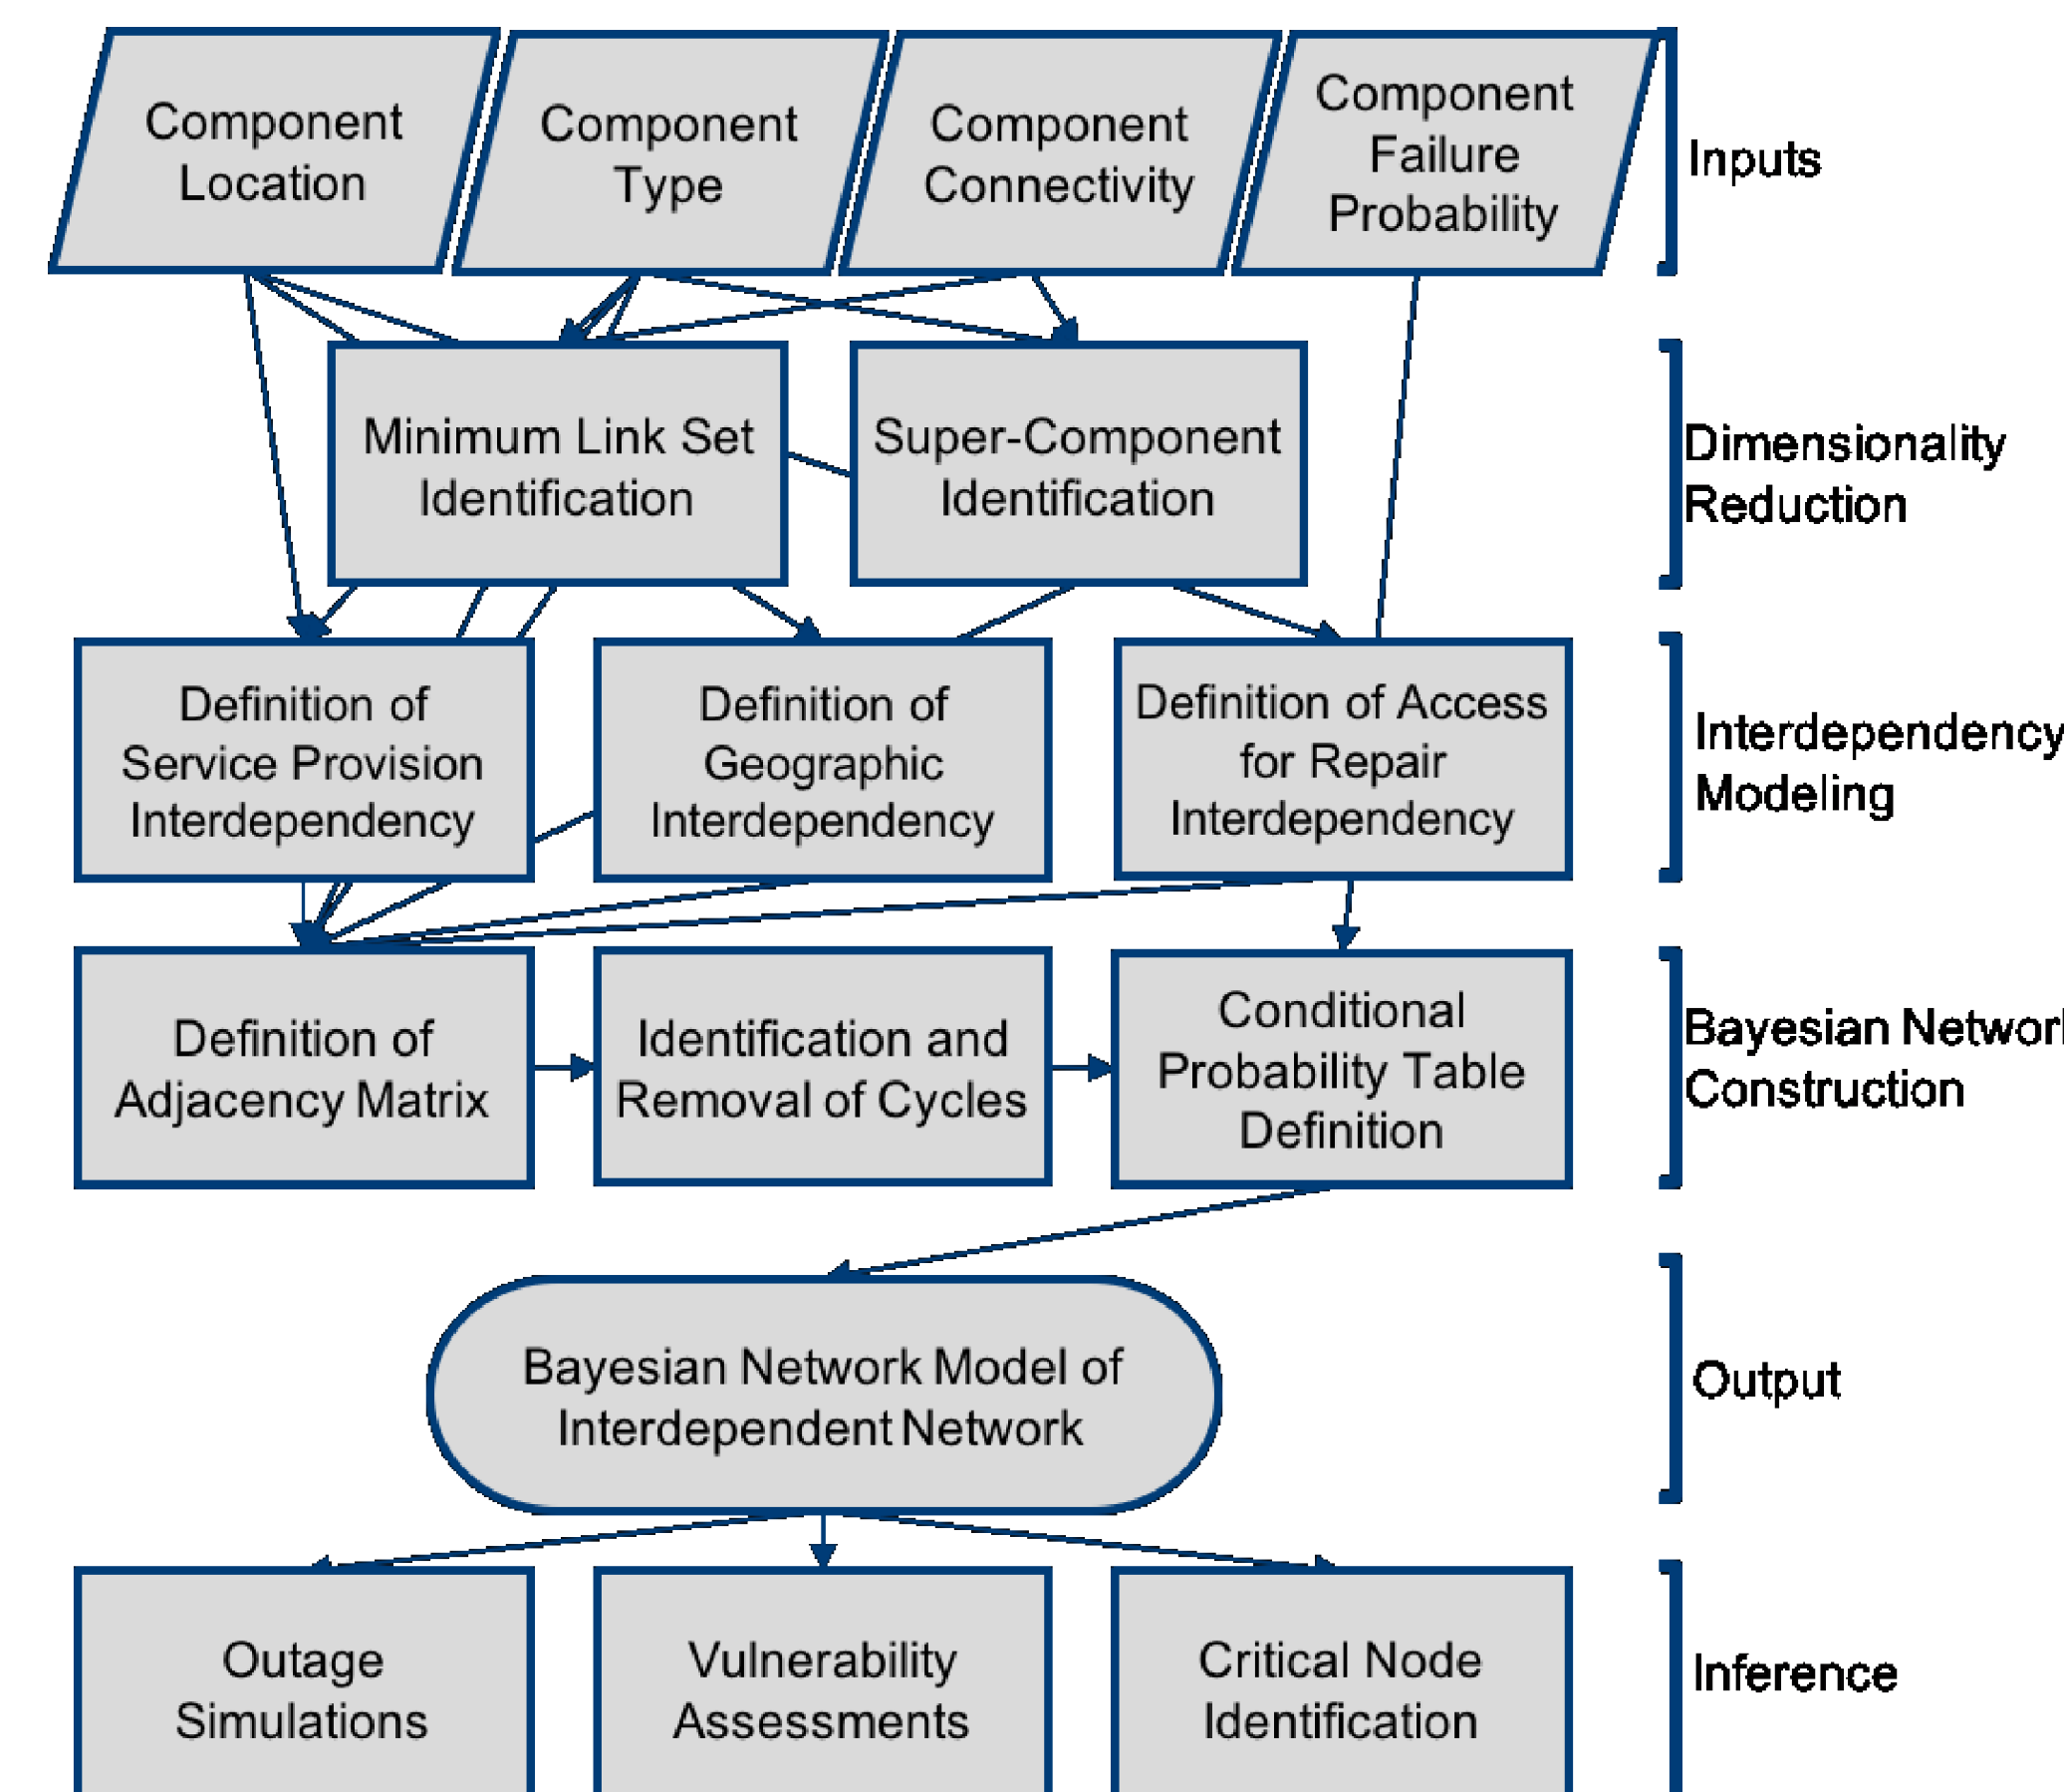 Component
Location
Component
Type
Component
Connectivity
Component
Failure
Probability
Inputs
Minimum Link Set
Identification
Super-Component
Identification
Dimensionality
Reduction
Definition of
Service Provision
Interdependency
Definition of
Geographic
Interdependency
Definition of Access
for Repair
Interdependency
Interdependency
Modeling
Definition of
Adjacency Matrix
Identification and
Removal of Cycles
Conditional
Probability Table
Definition
Bayesian Network
Construction
Bayesian Network Model of
Interdependent Network
Output
Outage
Simulations
Vulnerability
Assessments
Critical Node
Identification
Inference